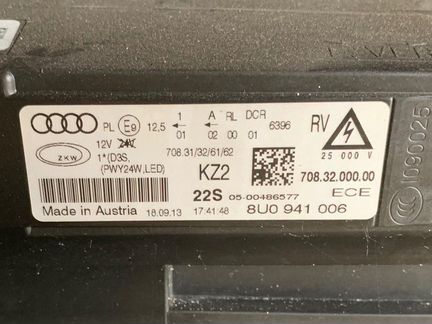 PL E9 12,5 1 A RL DCR 6396 RV
01 02 00 01
12V 24V 708.31/32/61/62
ZKW 1*(D3S,
PWY24W,LED)
KZ2
25 000 V
708.32.000.00
22S 05-00486577 ECE
Made in Austria 18.09.13 17:41:48 8U0 941 006
1090025